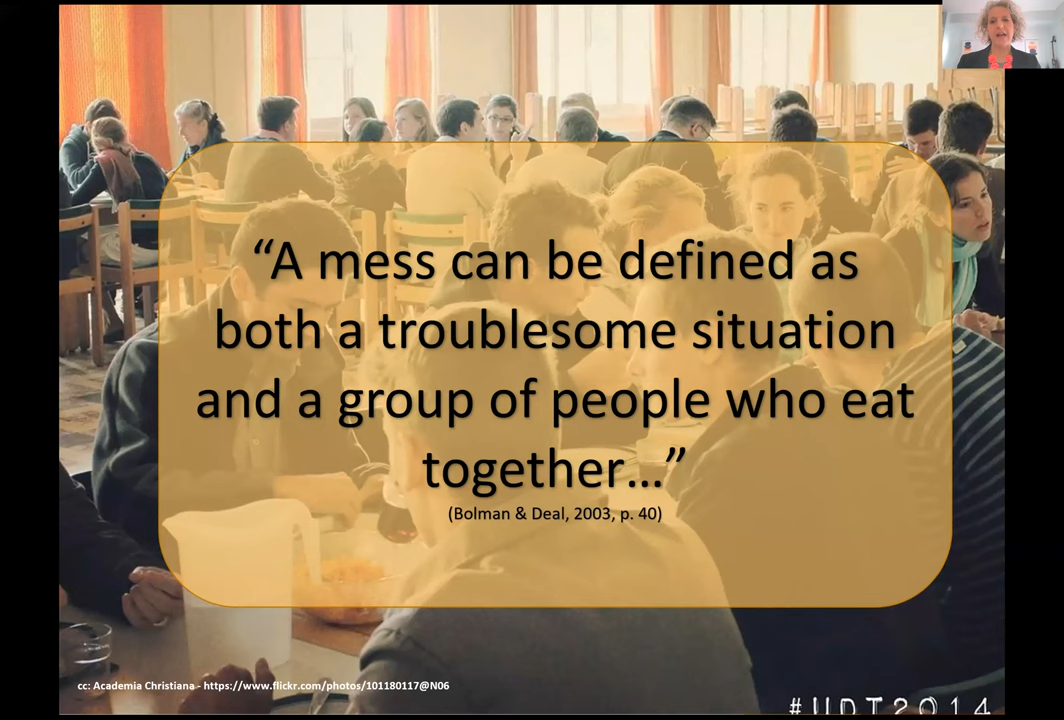 “A mess can be defined as
both a troublesome situation
and a group of people who eat
together…”
(Bolman & Deal, 2003, p. 40)
cc: Academia Christiana - https://www.flickr.com/photos/101180117@N06
#UDT2014